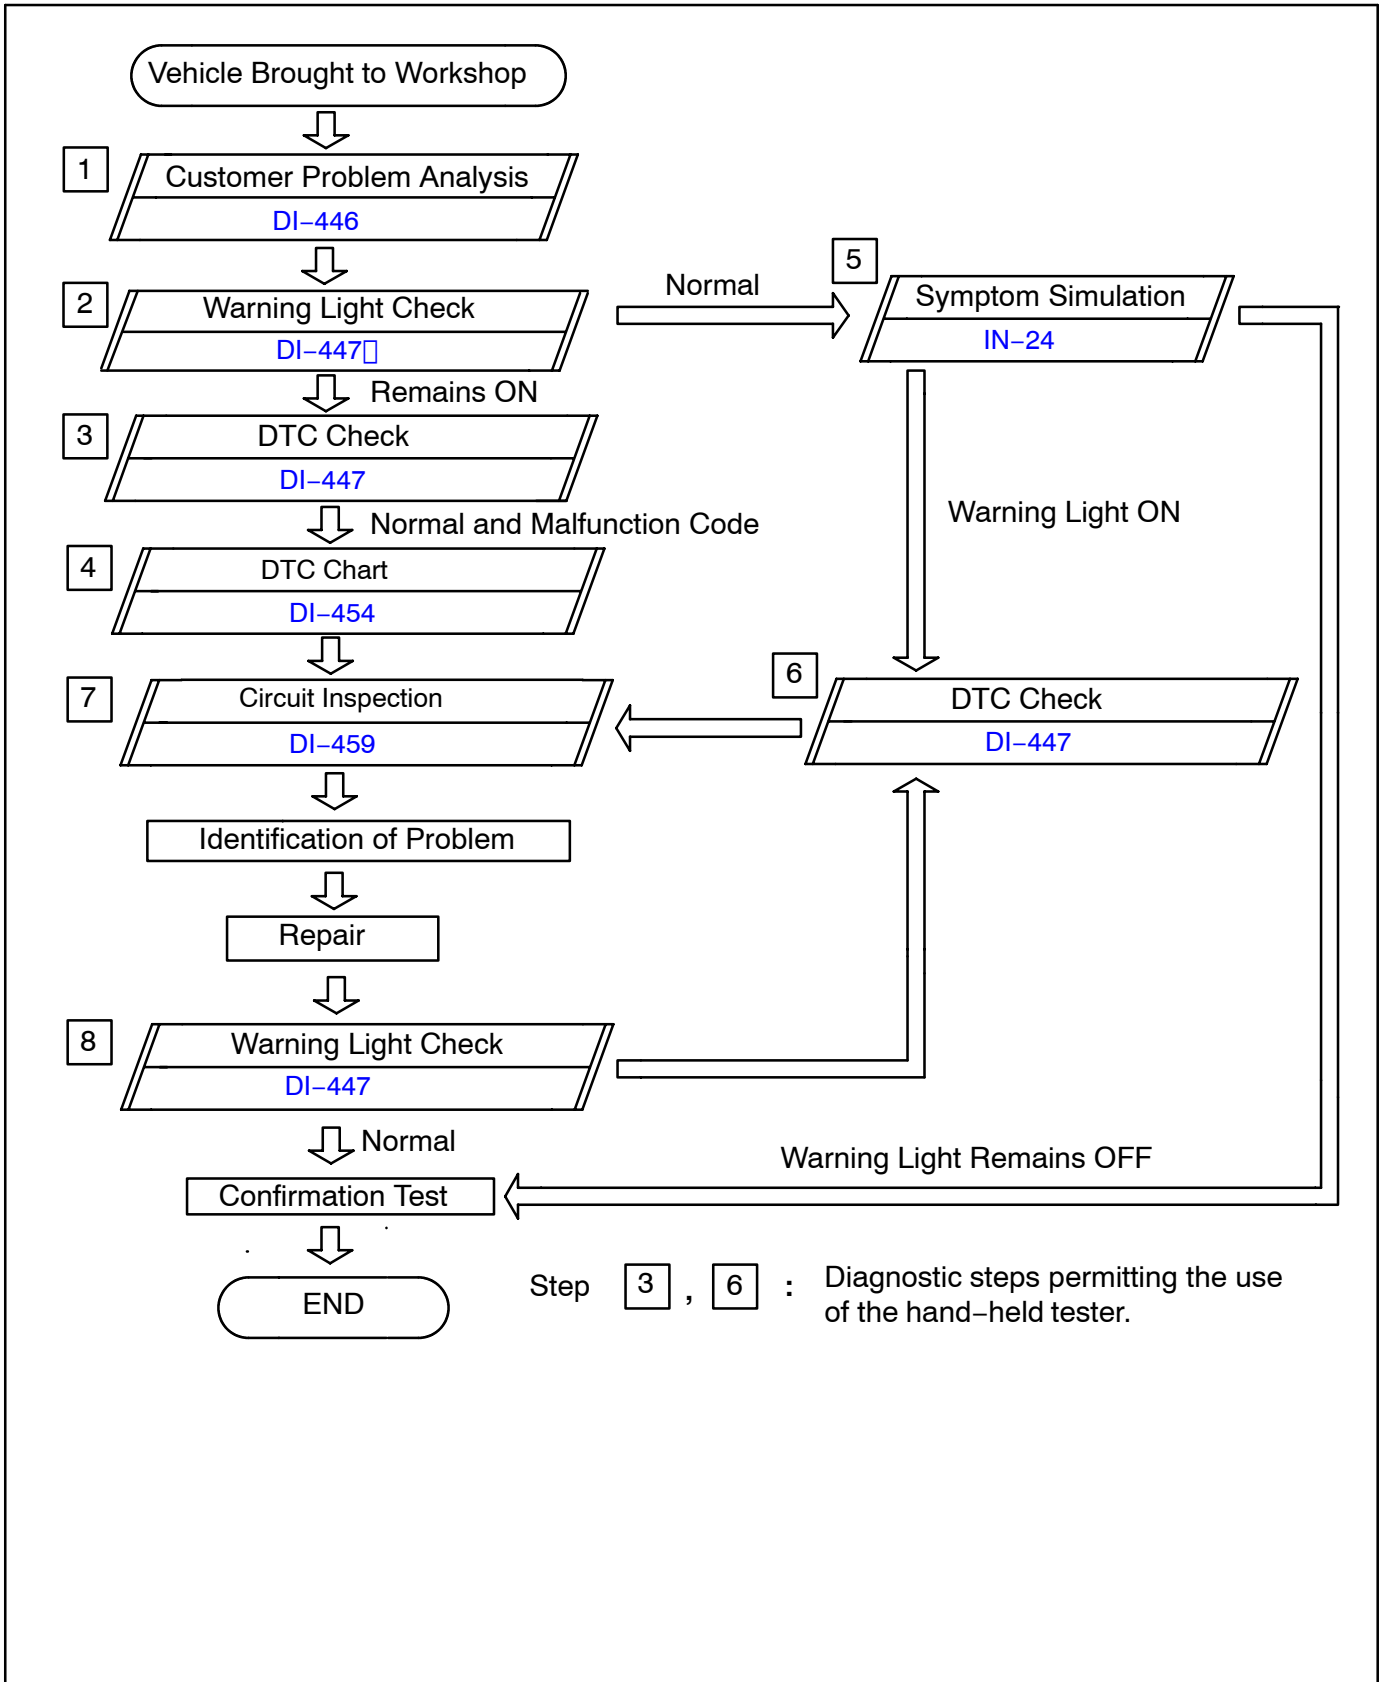 Vehicle Brought to Workshop
1
Customer Problem Analysis
DI−446
2
Warning Light Check
DI−447
Normal
5
Symptom Simulation
IN−24
Remains ON
3
DTC Check
DI−447
Normal and Malfunction Code
Warning Light ON
4
DTC Chart
DI−454
7
Circuit Inspection
DI−459
6
DTC Check
DI−447
Identification of Problem
Repair
8
Warning Light Check
DI−447
Normal
Warning Light Remains OFF
Confirmation Test
END
Step 3 , 6 : Diagnostic steps permitting the use
of the hand−held tester.